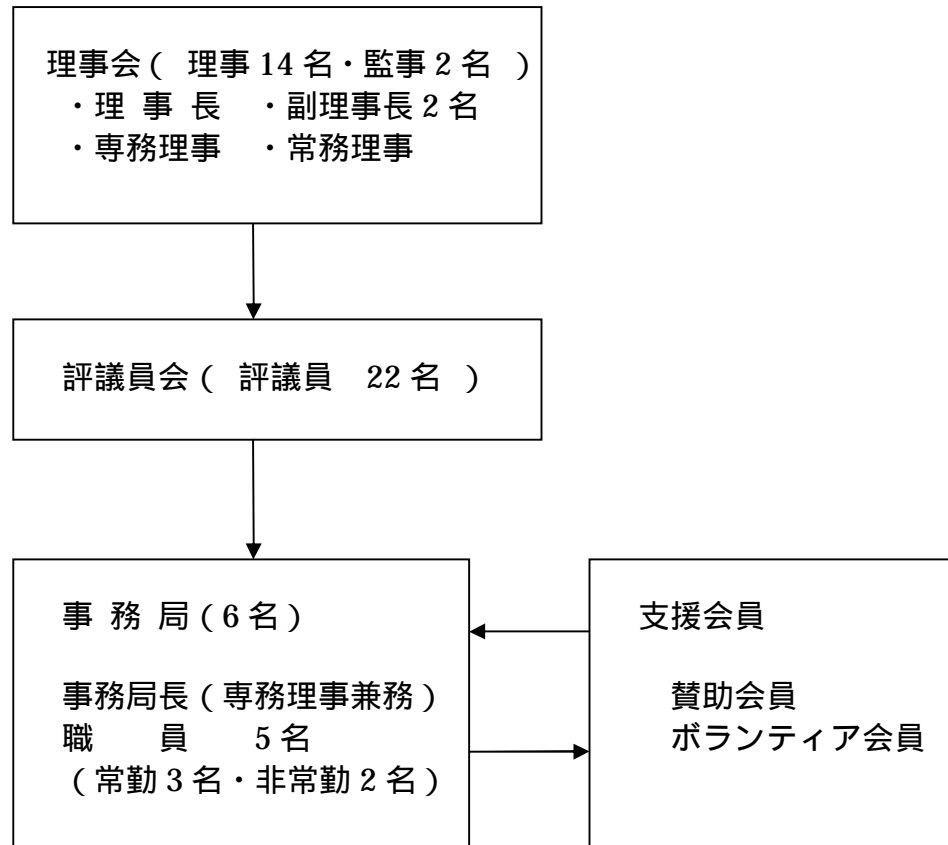 理事会( 理事 14 名・監事 2 名 )
・理 事 長 ・副理事長 2 名
・専務理事 ・常務理事
評議員会( 評議員 22 名 )
事 務 局(6 名)
事務局長(専務理事兼務)
職 員 5 名
(常勤 3 名・非常勤 2 名)
支援会員
賛助会員
ボランティア会員